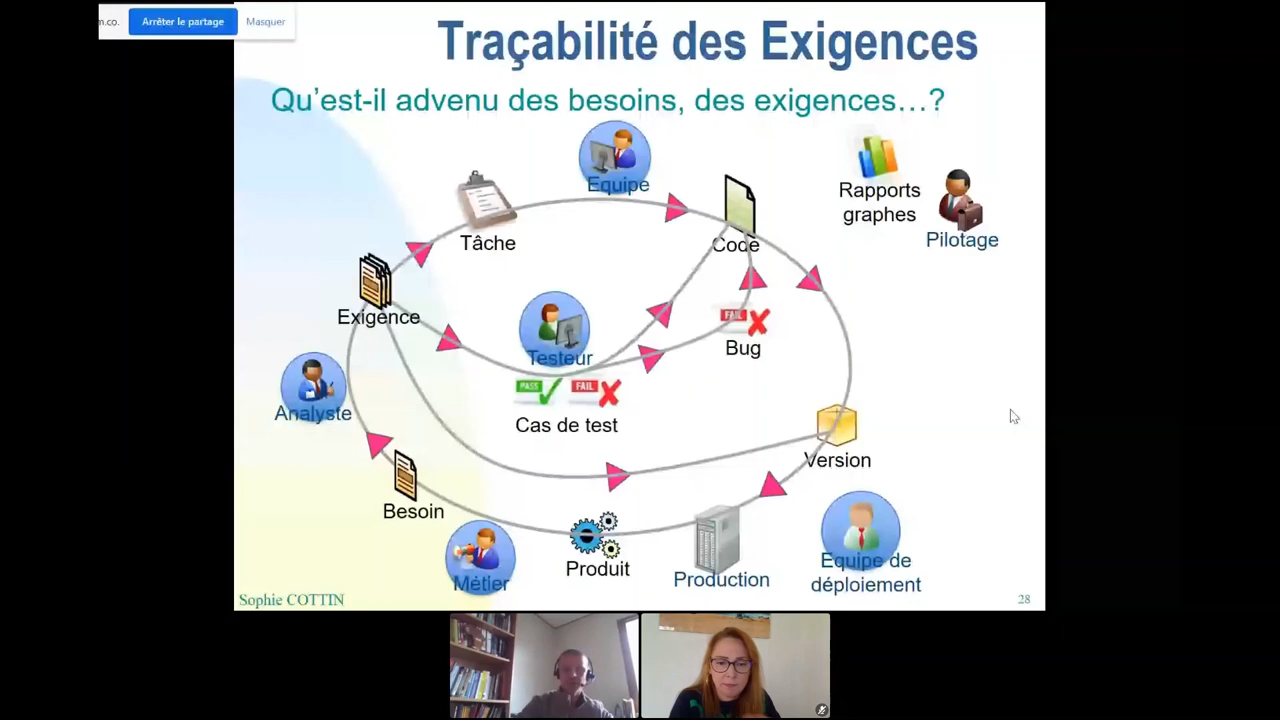 m.co.
Arrêter le partage
Masquer
Traçabilité des Exigences
Qu'est-il advenu des besoins, des exigences…?
Equipe
Rapports
graphes
Pilotage
Tâche
Code
Exigence
FAIL
Bug
Testeur
PASS
FAIL
Cas de test
Analyste
Version
Besoin
Métier
Produit
Production
Equipe de
déploiement
Sophie COTTIN
28